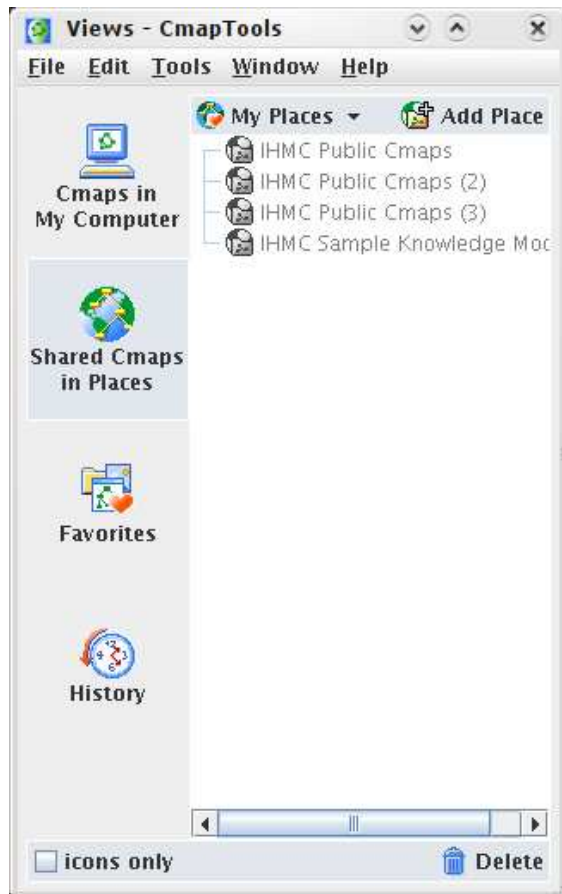 Views - CmapTools
File Edit Tools Window Help
My Places Add Place
IHMC Public Cmaps
IHMC Public Cmaps (2)
IHMC Public Cmaps (3)
IHMC Sample Knowledge Moc
Cmaps in
My Computer
Shared Cmaps
in Places
Favorites
History
icons only Delete